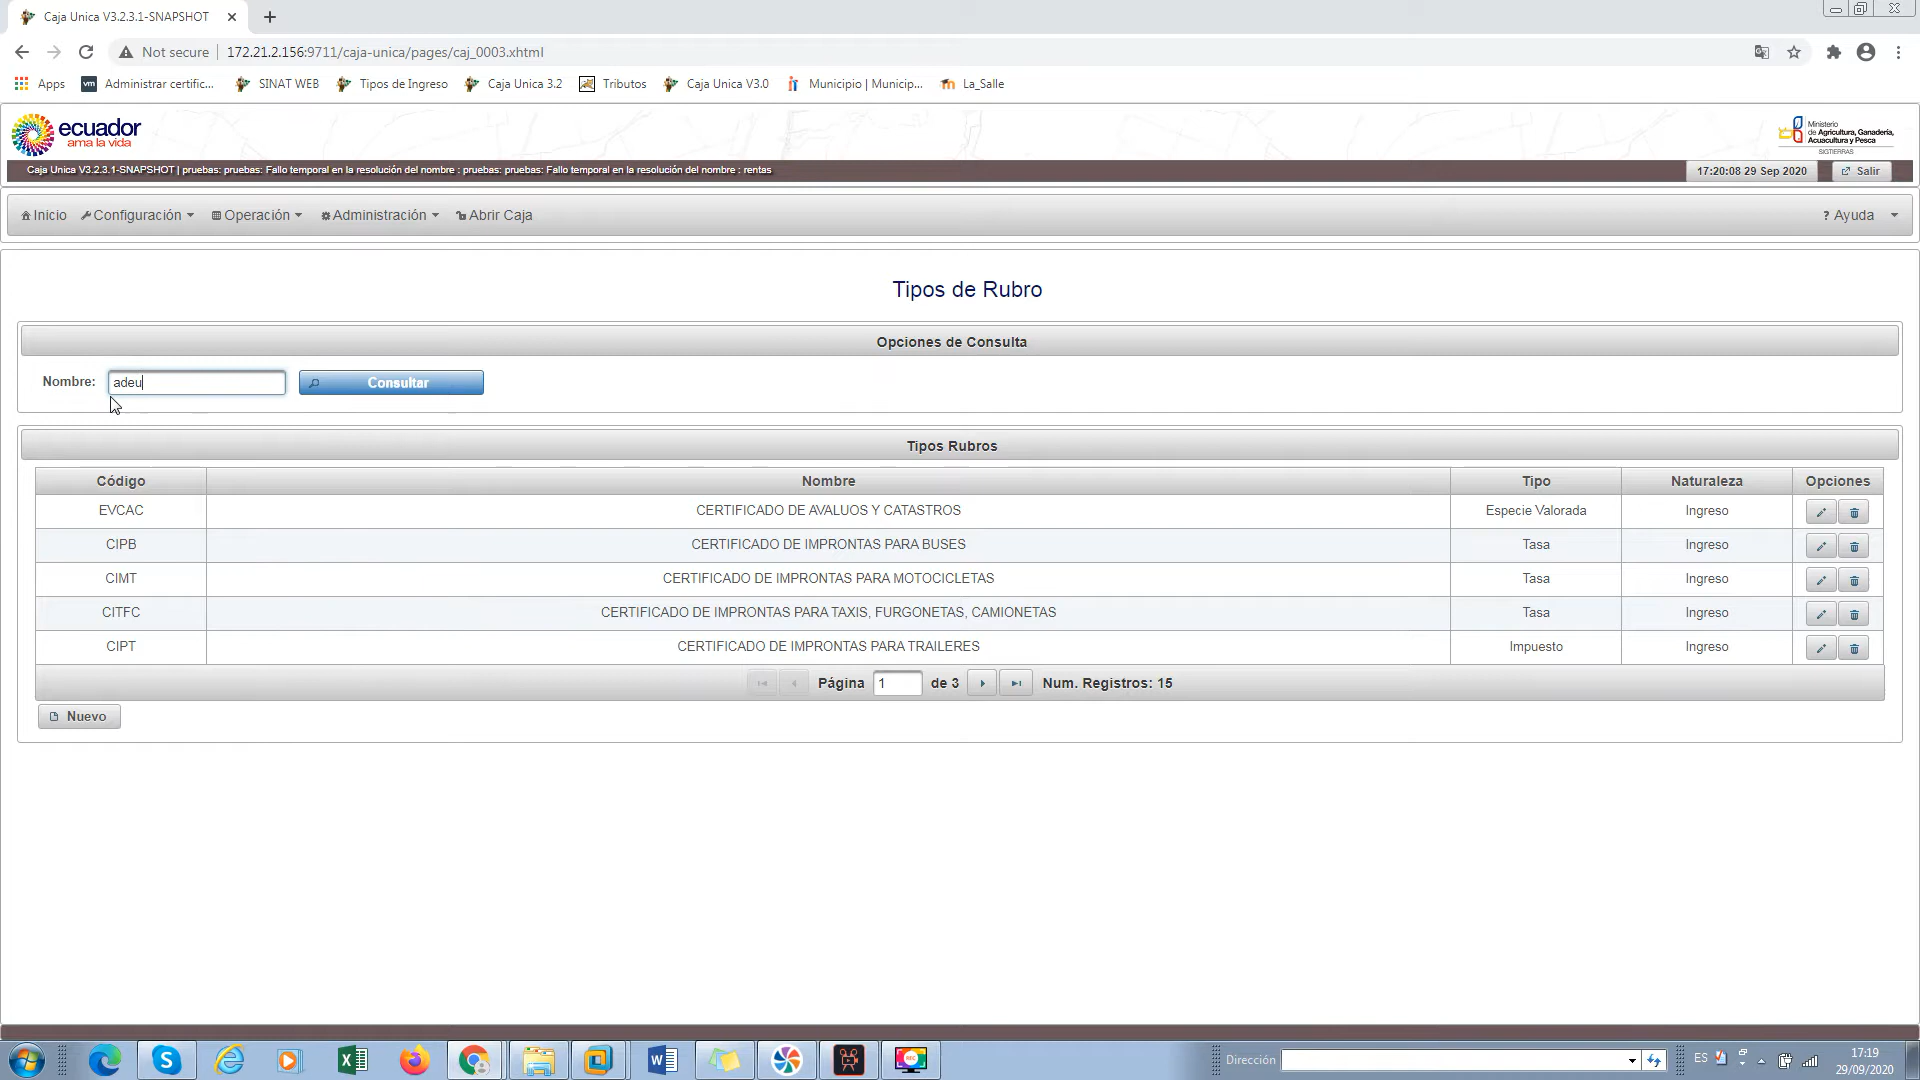 Caja Unica V3.2.3.1-SNAPSHOT
Not secure 172.21.2.156:9711/caja-unica/pages/caj_0003.xhtml
Apps vm Administrar certific... SINAT WEB Tipos de Ingreso Caja Unica 3.2 Tributos Caja Unica V3.0 Municipio | Municip... La_Salle
ecuador
ama la vida
Ministerio
de Agricultura, Ganadería,
Acuacultura y Pesca
SIGTIERRAS
Caja Unica V3.2.3.1-SNAPSHOT | pruebas: pruebas: Fallo temporal en la resolución del nombre : pruebas: pruebas: Fallo temporal en la resolución del nombre : rentas 17:20:08 29 Sep 2020 Salir
Inicio Configuración Operación Administración Abrir Caja ? Ayuda
Tipos de Rubro
Opciones de Consulta
Nombre: adeu Consultar
Tipos Rubros
Código Nombre Tipo Naturaleza Opciones
EVCAC CERTIFICADO DE AVALUOS Y CATASTROS Especie Valorada Ingreso
CIPB CERTIFICADO DE IMPRONTAS PARA BUSES Tasa Ingreso
CIMT CERTIFICADO DE IMPRONTAS PARA MOTOCICLETAS Tasa Ingreso
CITFC CERTIFICADO DE IMPRONTAS PARA TAXIS, FURGONETAS, CAMIONETAS Tasa Ingreso
CIPT CERTIFICADO DE IMPRONTAS PARA TRAILERES Impuesto Ingreso
Página 1 de 3 Num. Registros: 15
Nuevo
Dirección ES 17:19
29/09/2020